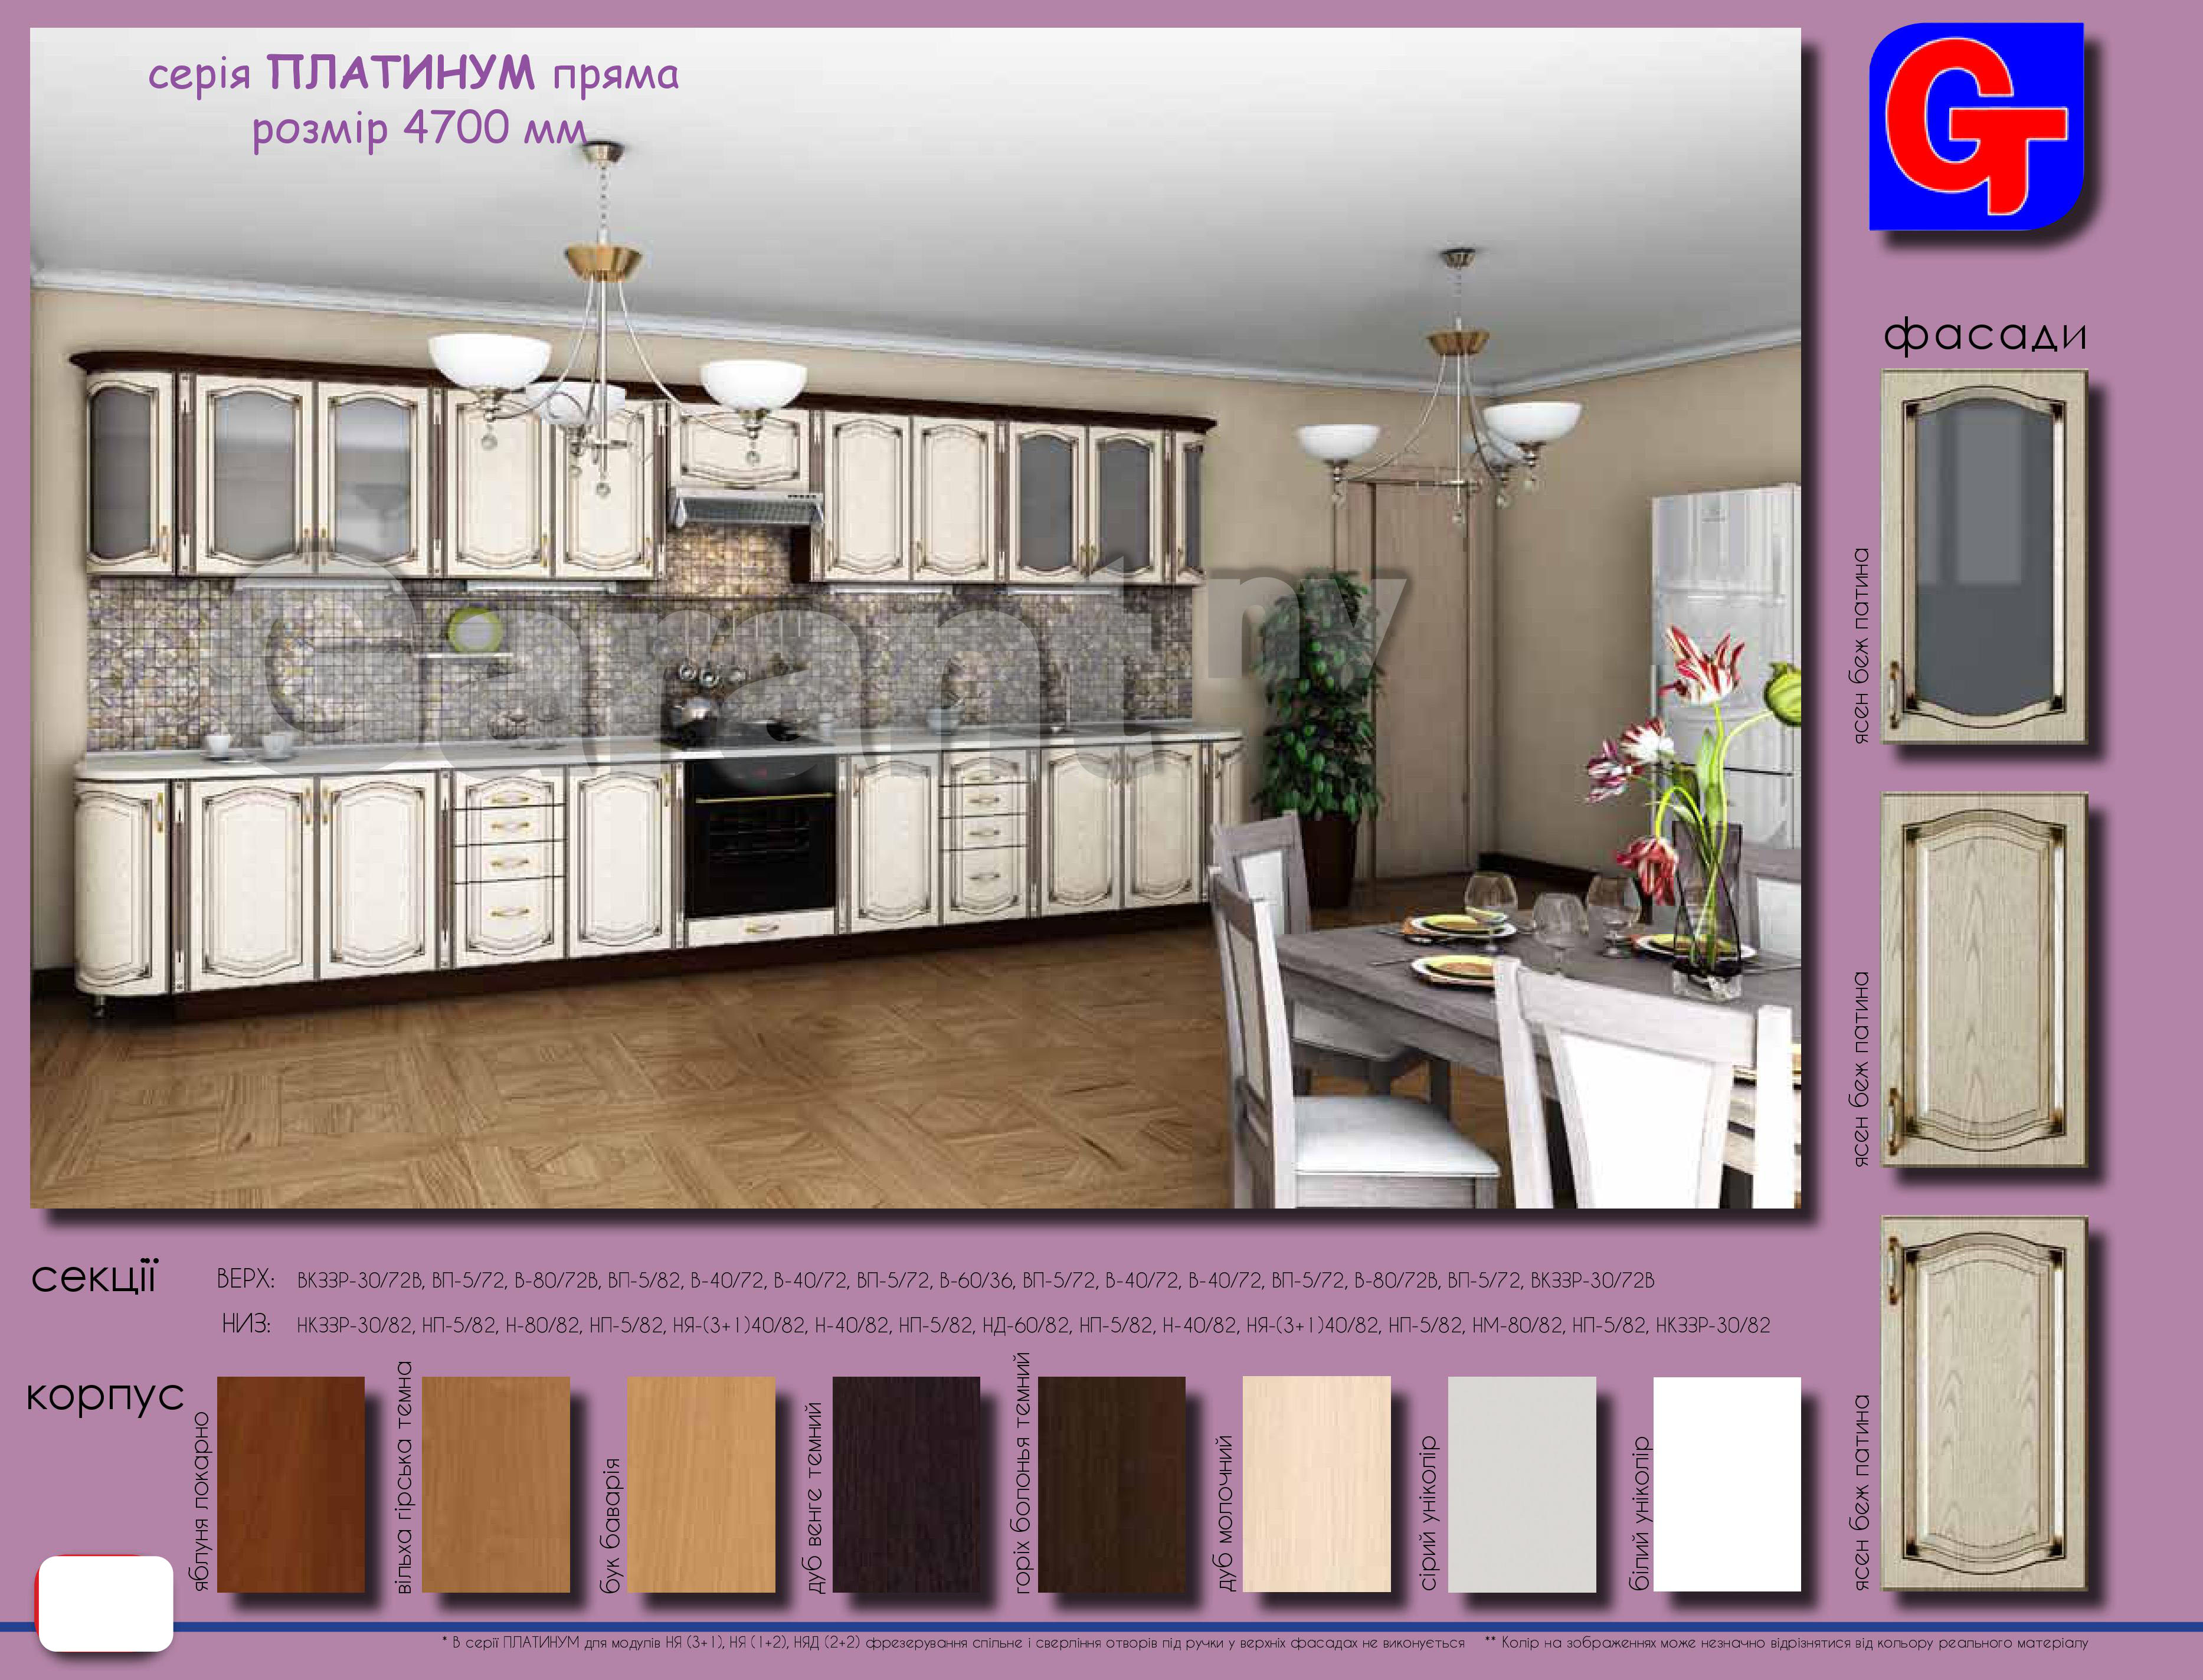 серія ПЛАТИНУМ пряма
розмір 4700 мм
GT
фасади
ясен беж патина
ясен беж патина
ясен беж патина
Garant nv
секції
ВЕРХ: ВКЗЗР-30/72В, ВП-5/72, В-80/72В, ВП-5/82, В-40/72, В-40/72, ВП-5/72, В-60/36, ВП-5/72, В-40/72, В-40/72, ВП-5/72, В-80/72В, ВП-5/72, ВКЗЗР-30/72В
НИЗ: НКЗЗР-30/82, НП-5/82, Н-80/82, НП-5/82, НЯ-(3+1)40/82, Н-40/82, НП-5/82, НД-60/82, НП-5/82, Н-40/82, НЯ-(3+1)40/82, НП-5/82, НМ-80/82, НП-5/82, НКЗЗР-30/82
корпус
яблуня локарно
вільха гірська темна
бук баварія
дуб венге темний
горіх болонья темний
дуб молочний
сірий уніколір
білий уніколір
* В серії ПЛАТИНУМ для модулів НЯ (3+1), НЯ (1+2), НЯД (2+2) фрезерування спільне і сверління отворів під ручки у верхніх фасадах не виконується ** Колір на зображеннях може незначно відрізнятися від кольору реального матеріалу